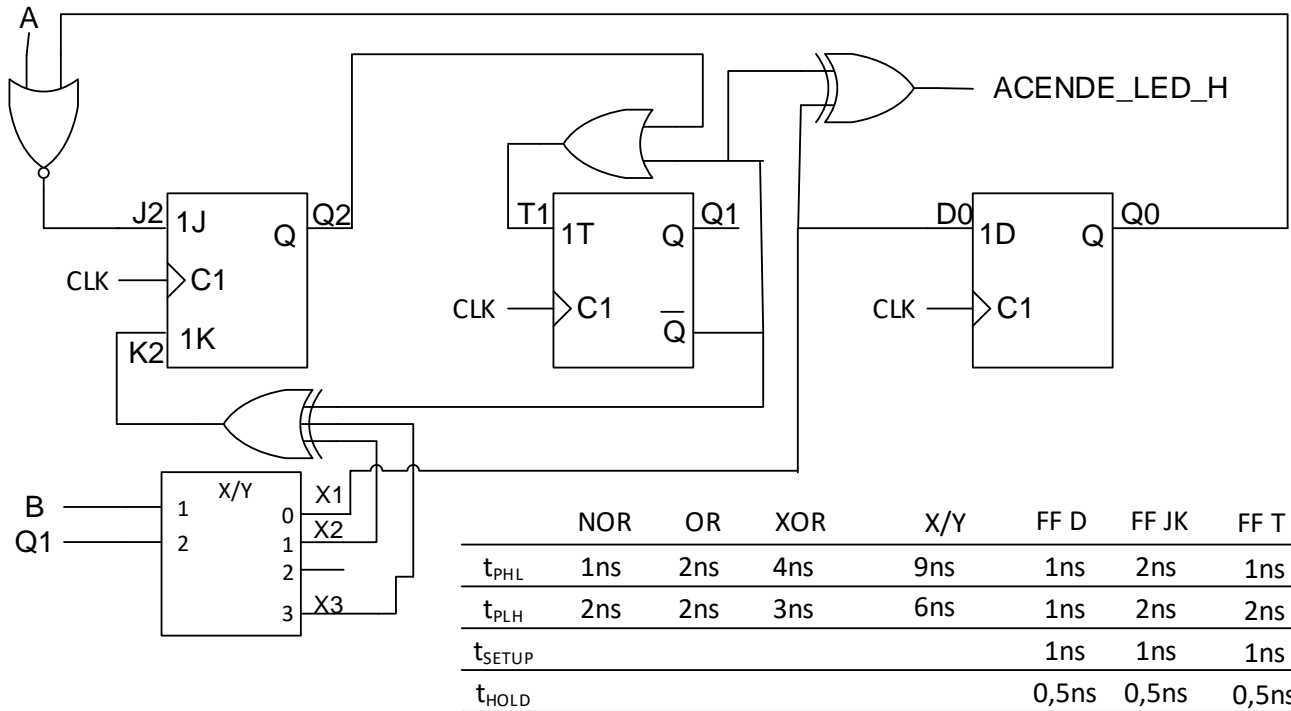 A
ACENDE_LED_H
J2 1J Q Q2
CLK C1
K2 1K
T1 1T Q Q1
CLK C1
Q
D0 1D Q Q0
CLK C1
X/Y
B 1 0 X1
Q1 2 1 X2
2
3 X3
NOR OR XOR X/Y FF D FF JK FF T
tPHL 1ns 2ns 4ns 9ns 1ns 2ns 1ns
tPLH 2ns 2ns 3ns 6ns 1ns 2ns 2ns
tSETUP 1ns 1ns 1ns
tHOLD 0,5ns 0,5ns 0,5ns